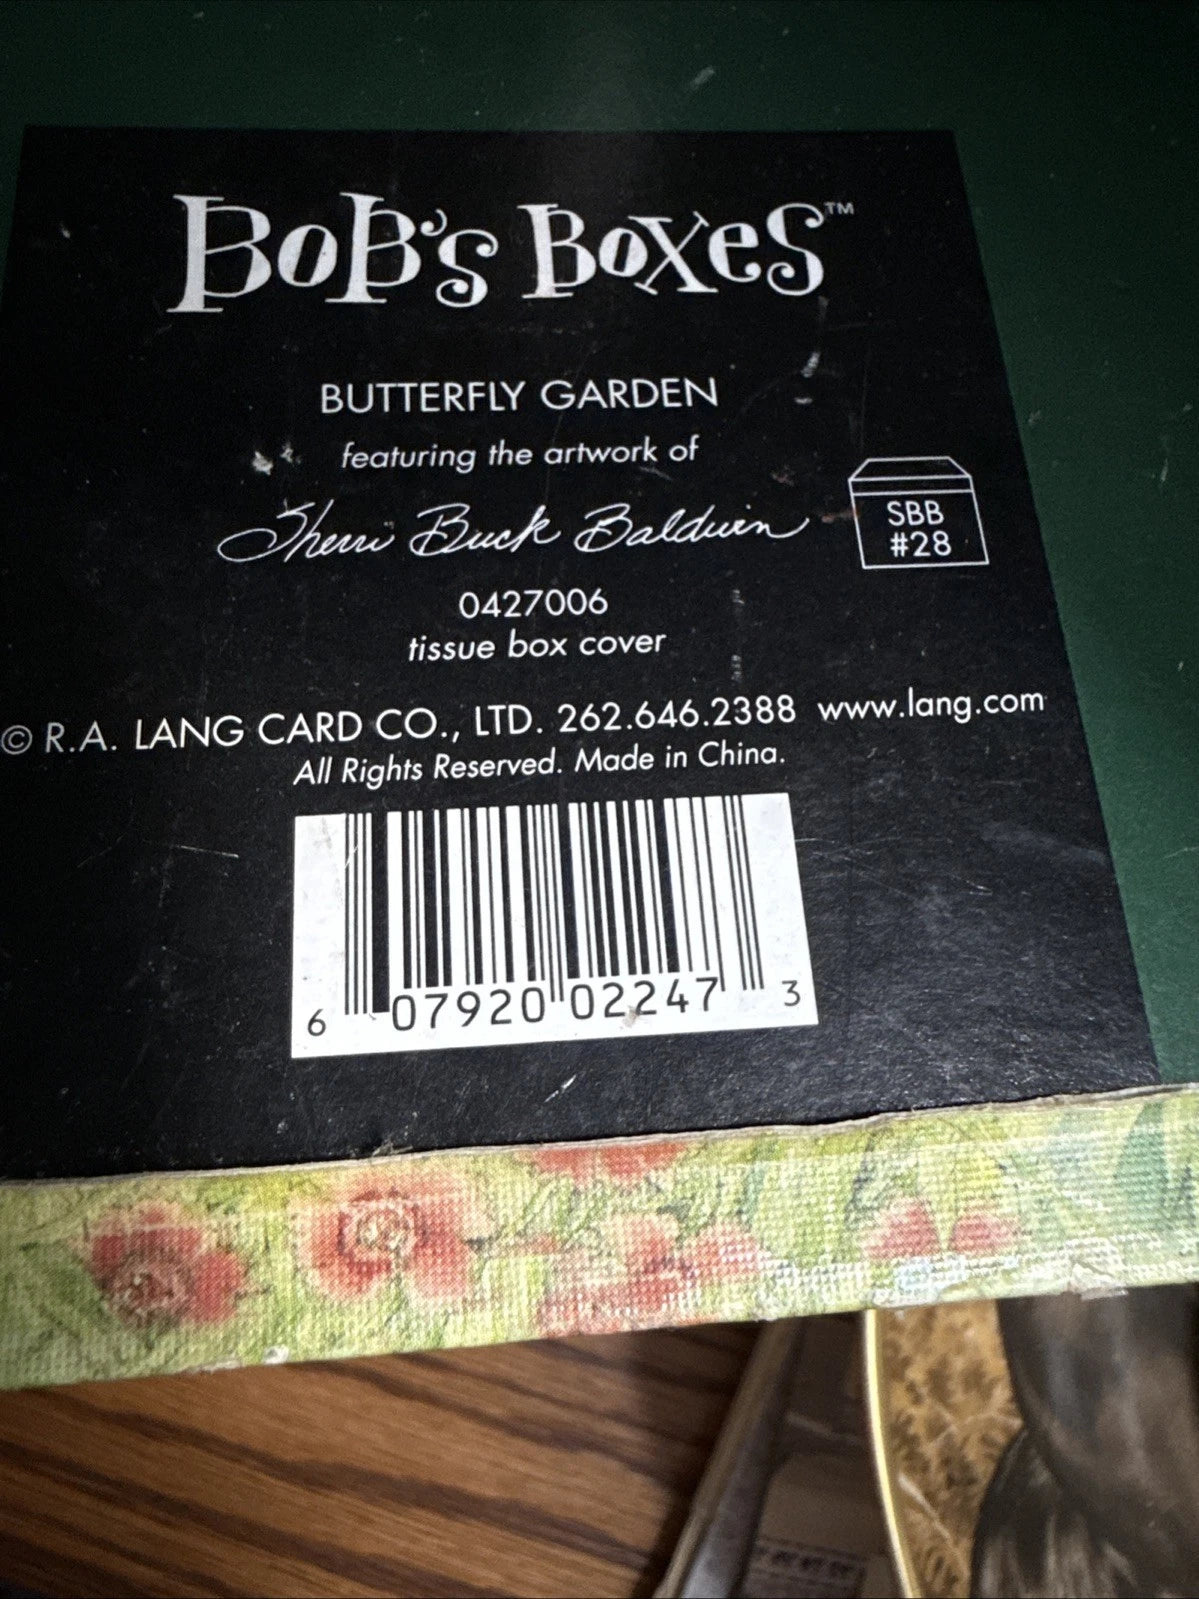 BOB'S BOXES™
BUTTERFLY GARDEN
featuring the artwork of
Sherri Buck Baldwin
SBB
#28
0427006
tissue box cover
© R.A. LANG CARD CO., LTD. 262.646.2388 www.lang.com
All Rights Reserved. Made in China.
6 07920 02247 3